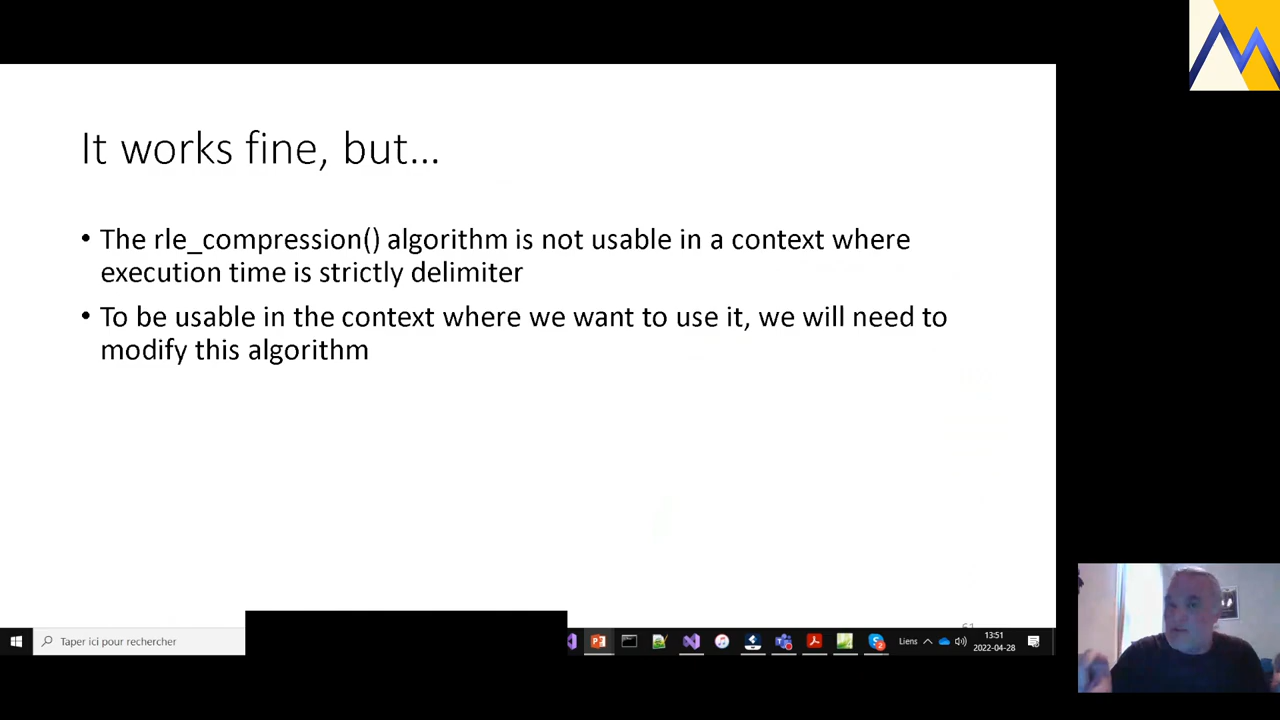 It works fine, but...
• The rle_compression() algorithm is not usable in a context where
execution time is strictly delimiter
• To be usable in the context where we want to use it, we will need to
modify this algorithm
61
Taper ici pour rechercher
Liens
13:51
2022-04-28